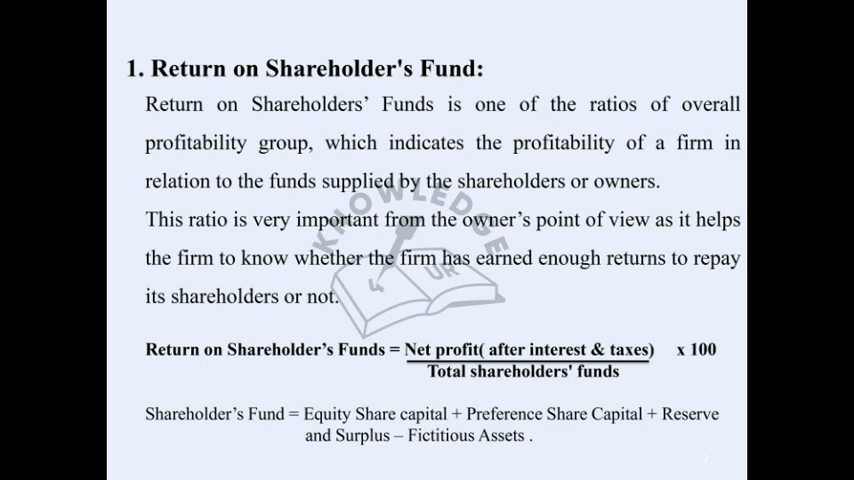 1. Return on Shareholder's Fund:
Return on Shareholders’ Funds is one of the ratios of overall
profitability group, which indicates the profitability of a firm in
relation to the funds supplied by the shareholders or owners.
KNOWLEDGE
This ratio is very important from the owner’s point of view as it helps
the firm to know whether the firm has earned enough returns to repay
4 UR
its shareholders or not.
Return on Shareholder’s Funds = Net profit( after interest & taxes) x 100
Total shareholders' funds
Shareholder’s Fund = Equity Share capital + Preference Share Capital + Reserve
and Surplus – Fictitious Assets .
2